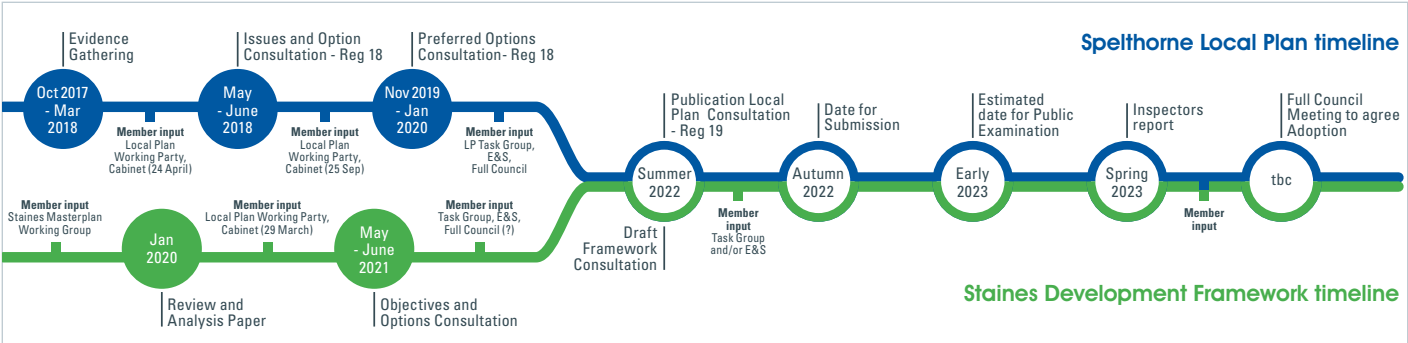 Spelthorne Local Plan timeline
Evidence
Gathering
Oct 2017
- Mar
2018
Member input
Local Plan
Working Party,
Cabinet (24 April)
Issues and Option
Consultation - Reg 18
May
- June
2018
Member input
Local Plan
Working Party,
Cabinet (25 Sep)
Preferred Options
Consultation- Reg 18
Nov 2019
- Jan
2020
Member input
LP Task Group,
E&S,
Full Council
Member input
Staines Masterplan
Working Group
Jan
2020
Review and
Analysis Paper
Member input
Local Plan Working Party,
Cabinet (29 March)
May
- June
2021
Objectives and
Options Consultation
Member input
Task Group, E&S,
Full Council (?)
Publication Local
Plan Consultation
- Reg 19
Summer
2022
Draft
Framework
Consultation
Member
input
Task Group
and/or E&S
Date for
Submission
Autumn
2022
Estimated
date for Public
Examination
Early
2023
Inspectors
report
Spring
2023
Member
input
Full Council
Meeting to agree
Adoption
tbc
Staines Development Framework timeline